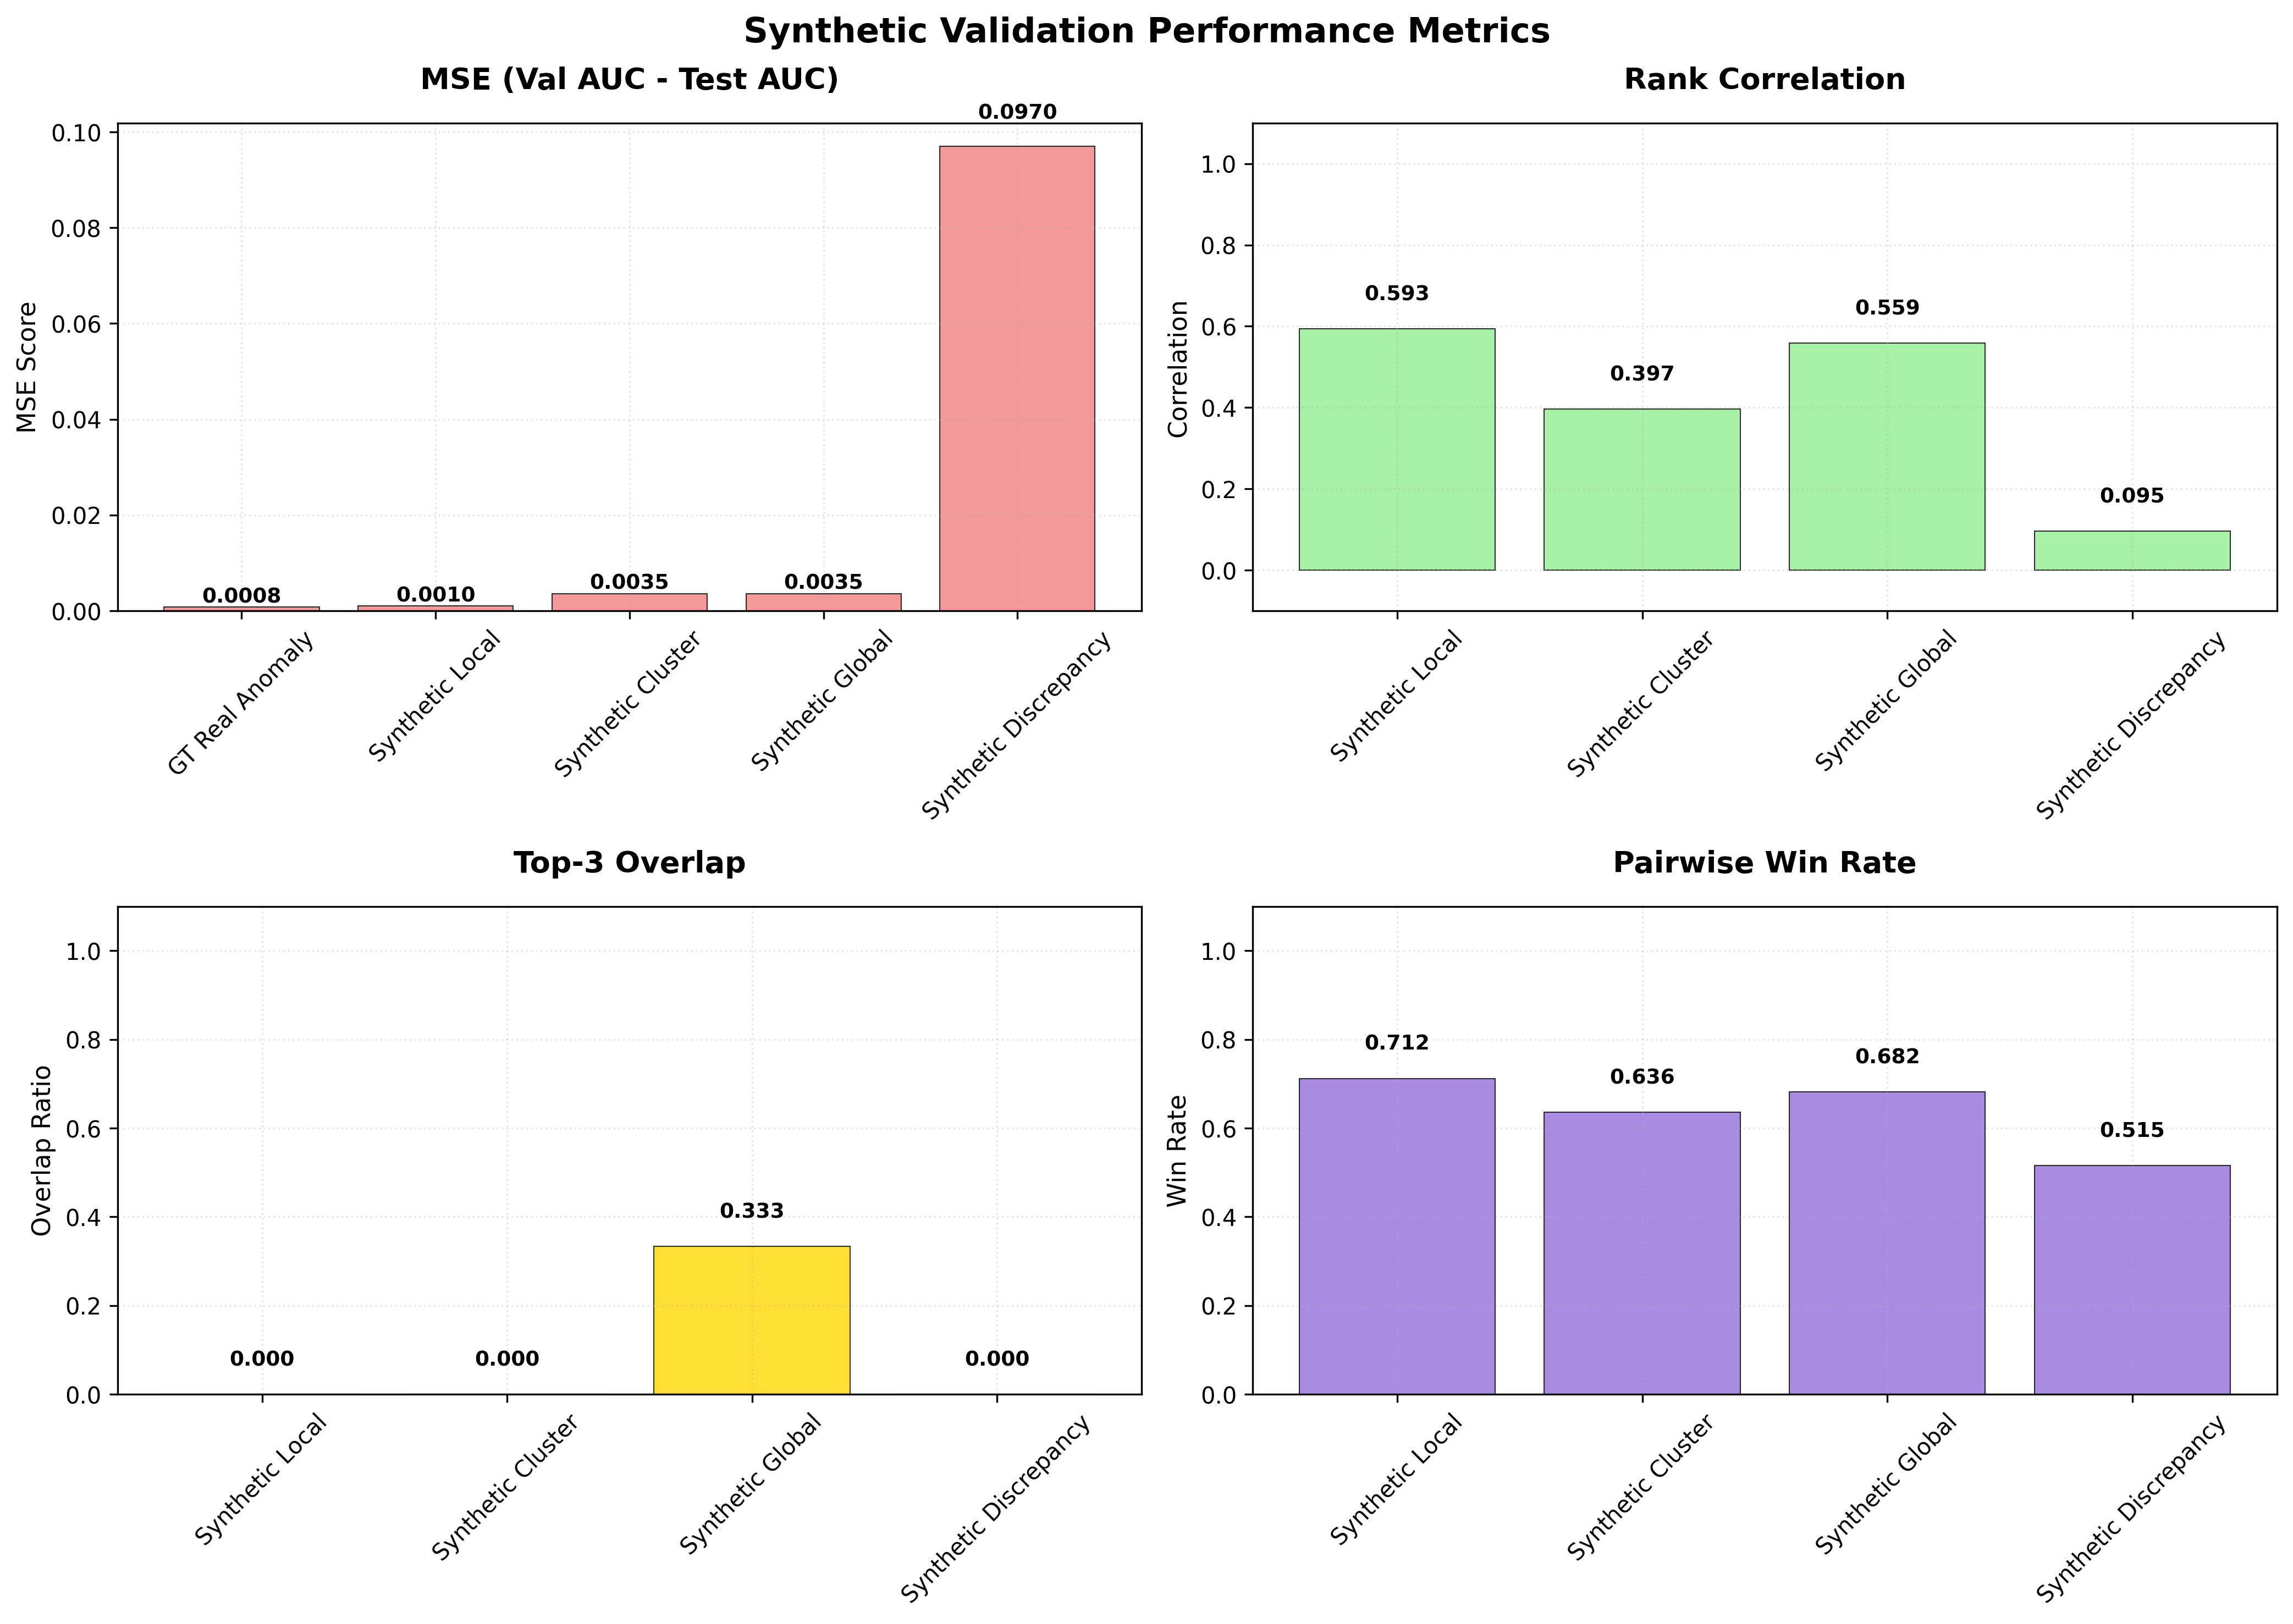 Synthetic Validation Performance Metrics
MSE (Val AUC - Test AUC)
MSE Score
0.10
0.08
0.06
0.04
0.02
0.00
0.0008
0.0010
0.0035
0.0035
0.0970
GT Real Anomaly
Synthetic Local
Synthetic Cluster
Synthetic Global
Synthetic Discrepancy
Rank Correlation
Correlation
1.0
0.8
0.6
0.4
0.2
0.0
0.593
0.397
0.559
0.095
Synthetic Local
Synthetic Cluster
Synthetic Global
Synthetic Discrepancy
Top-3 Overlap
Overlap Ratio
1.0
0.8
0.6
0.4
0.2
0.0
0.000
0.000
0.333
0.000
Synthetic Local
Synthetic Cluster
Synthetic Global
Synthetic Discrepancy
Pairwise Win Rate
Win Rate
1.0
0.8
0.6
0.4
0.2
0.0
0.712
0.636
0.682
0.515
Synthetic Local
Synthetic Cluster
Synthetic Global
Synthetic Discrepancy